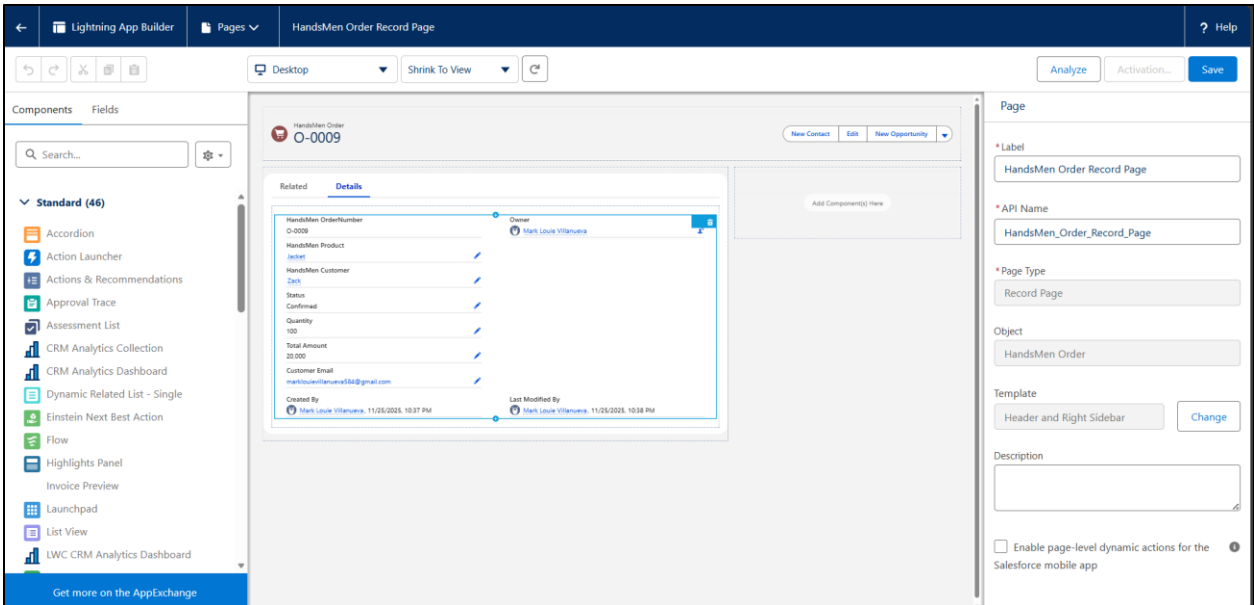 Lightning App Builder
Pages
HandsMen Order Record Page
? Help
Desktop
Shrink To View
Analyze
Activation...
Save
Components
Fields
Search...
Standard (46)
Accordion
Action Launcher
Actions & Recommendations
Approval Trace
Assessment List
CRM Analytics Collection
CRM Analytics Dashboard
Dynamic Related List - Single
Einstein Next Best Action
Flow
Highlights Panel
Invoice Preview
Launchpad
List View
LWC CRM Analytics Dashboard
Get more on the AppExchange
HandsMen Order
O-0009
New Contact
Edit
New Opportunity
Related
Details
HandsMen OrderNumber
O-0009
Owner
Mark Louie Villanueva
HandsMen Product
Jacket
HandsMen Customer
Zack
Status
Confirmed
Quantity
100
Total Amount
20,000
Customer Email
marklouievillanueva584@gmail.com
Created By
Mark Louie Villanueva, 11/25/2025, 10:37 PM
Last Modified By
Mark Louie Villanueva, 11/25/2025, 10:38 PM
Add Component(s) Here
Page
*Label
HandsMen Order Record Page
*API Name
HandsMen_Order_Record_Page
*Page Type
Record Page
Object
HandsMen Order
Template
Header and Right Sidebar
Change
Description
Enable page-level dynamic actions for the
Salesforce mobile app